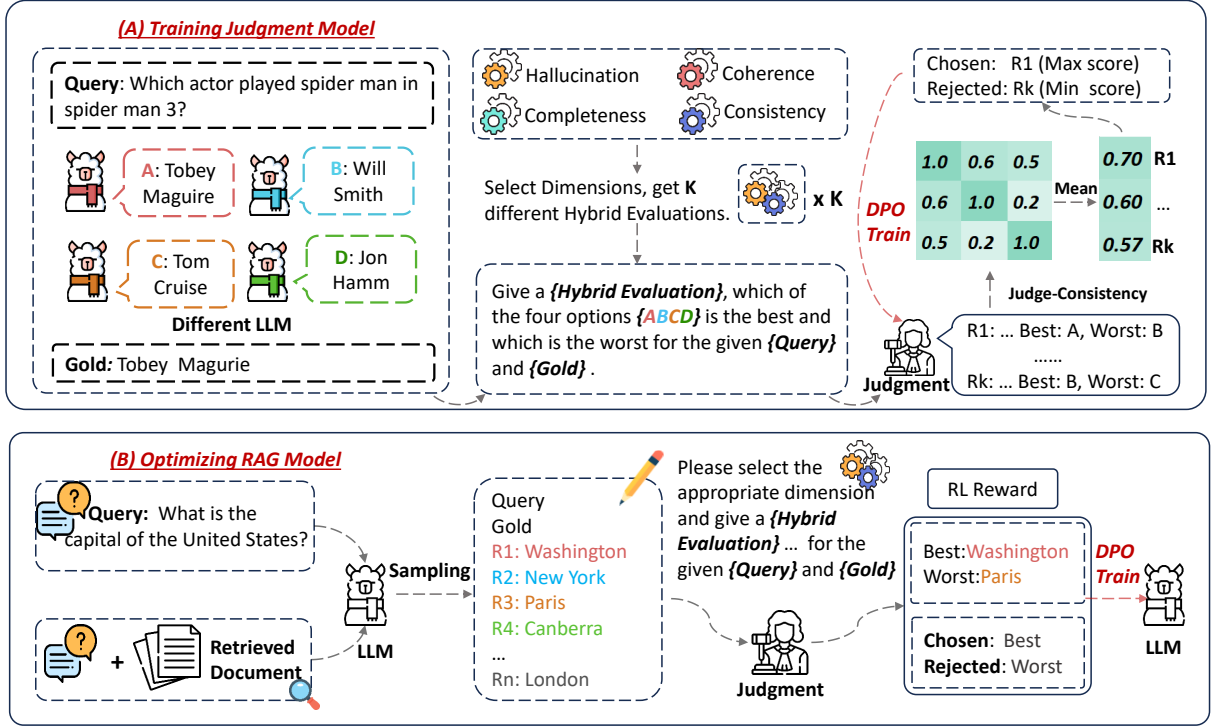 (A) Training Judgment Model
Query: Which actor played spider man in
spider man 3?
A: Tobey
Maguire
B: Will
Smith
C: Tom
Cruise
D: Jon
Hamm
Different LLM
Gold: Tobey Magurie
Hallucination
Coherence
Completeness
Consistency
Select Dimensions, get K
different Hybrid Evaluations.
x K
Give a {Hybrid Evaluation}, which of
the four options {ABCD} is the best and
which is the worst for the given {Query}
and {Gold} .
Chosen: R1 (Max score)
Rejected: Rk (Min score)
DPO
Train
1.0 0.6 0.5
0.6 1.0 0.2
0.5 0.2 1.0
Mean
0.70 R1
0.60 ...
0.57 Rk
Judge-Consistency
Judgment
R1: ... Best: A, Worst: B
......
Rk: ... Best: B, Worst: C
(B) Optimizing RAG Model
Query: What is the
capital of the United States?
+
Retrieved
Document
LLM
Sampling
Query
Gold
R1: Washington
R2: New York
R3: Paris
R4: Canberra
...
Rn: London
Please select the
appropriate dimension
and give a {Hybrid
Evaluation} ... for the
given {Query} and {Gold}
Judgment
RL Reward
Best:Washington
Worst:Paris
Chosen: Best
Rejected: Worst
DPO
Train
LLM